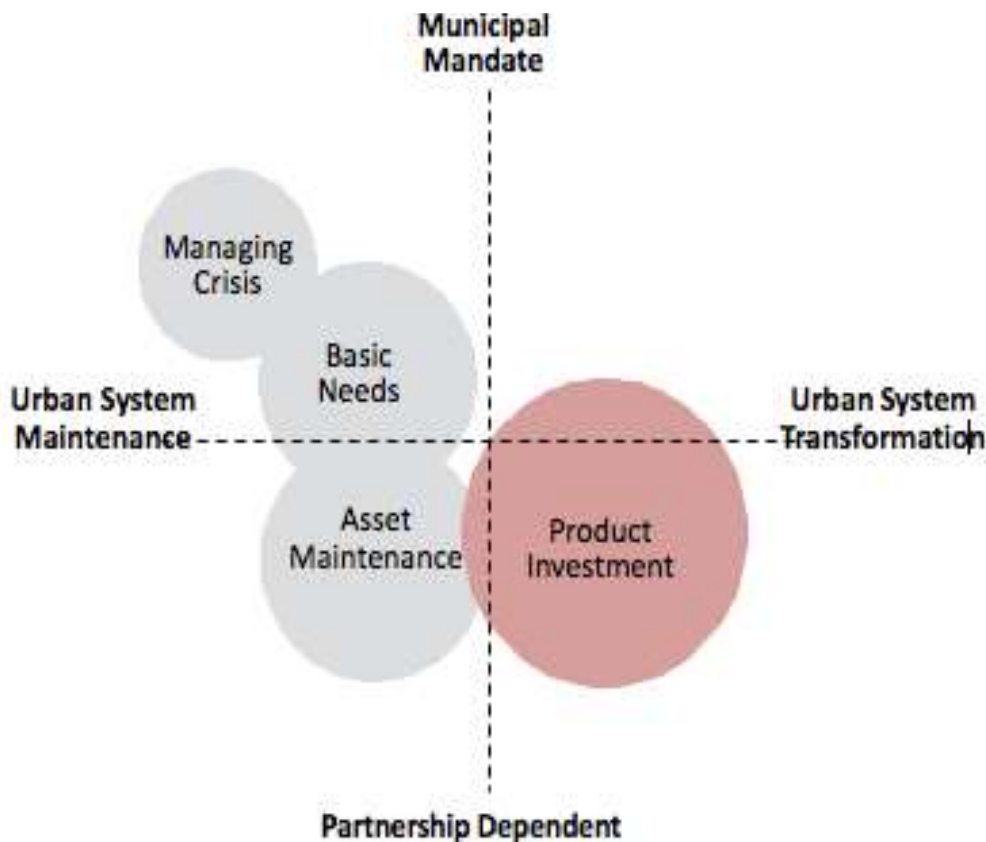 Municipal
Mandate
Managing
Crisis
Basic
Needs
Urban System
Maintenance
Urban System
Transformation
Asset
Maintenance
Product
Investment
Partnership Dependent